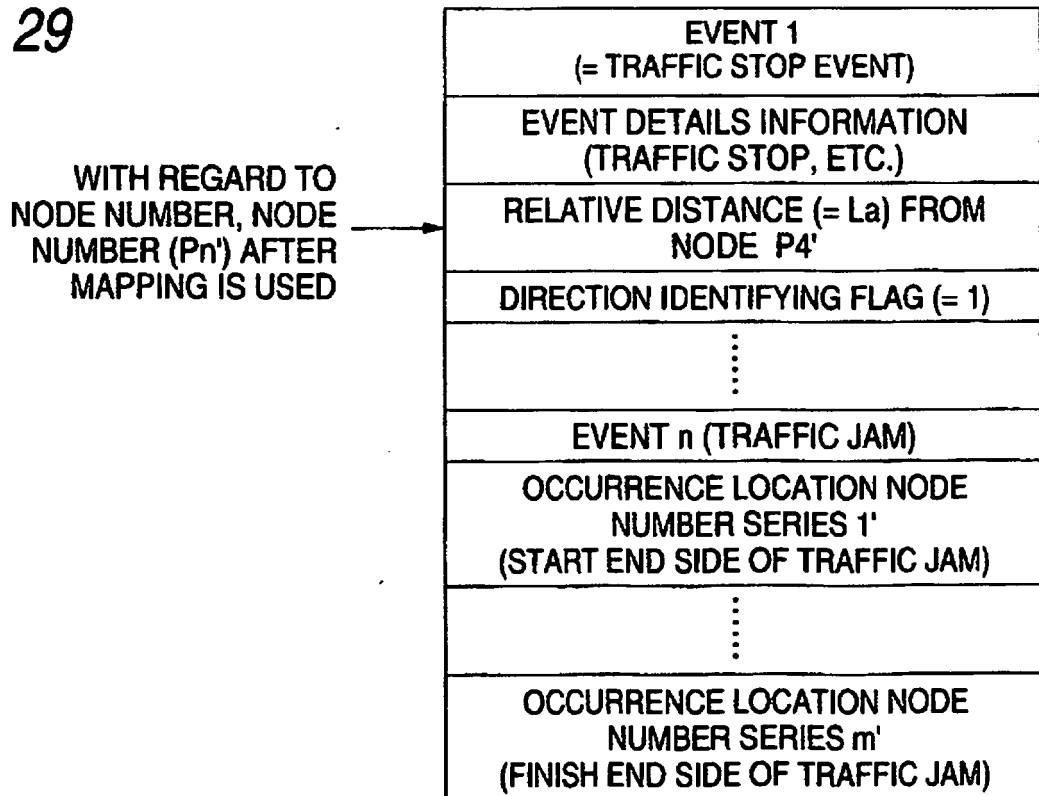 29
EVENT 1
(= TRAFFIC STOP EVENT)
EVENT DETAILS INFORMATION
(TRAFFIC STOP, ETC.)
WITH REGARD TO
NODE NUMBER, NODE
NUMBER (Pn') AFTER
MAPPING IS USED
RELATIVE DISTANCE (= La) FROM
NODE P4'
DIRECTION IDENTIFYING FLAG (= 1)
EVENT n (TRAFFIC JAM)
OCCURRENCE LOCATION NODE
NUMBER SERIES 1'
(START END SIDE OF TRAFFIC JAM)
OCCURRENCE LOCATION NODE
NUMBER SERIES m'
(FINISH END SIDE OF TRAFFIC JAM)